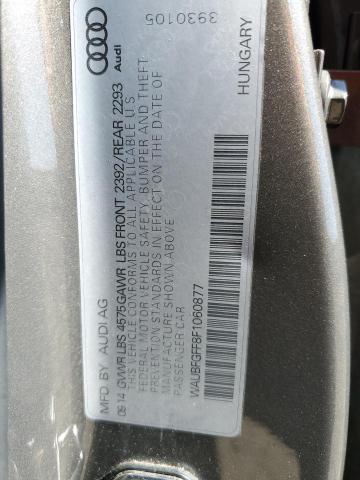 MFD BY AUDI AG
09 14 GVWR LBS 4575 GAWR LBS FRONT 2392/REAR 2293
THIS VEHICLE CONFORMS TO ALL APPLICABLE U S
FEDERAL MOTOR VEHICLE SAFETY, BUMPER AND THEFT
PREVENTION STANDARDS IN EFFECT ON THE DATE OF
MANUFACTURE SHOWN ABOVE
PASSENGER CAR
WAUBFGFF8F1060877
Audi
3930105
HUNGARY